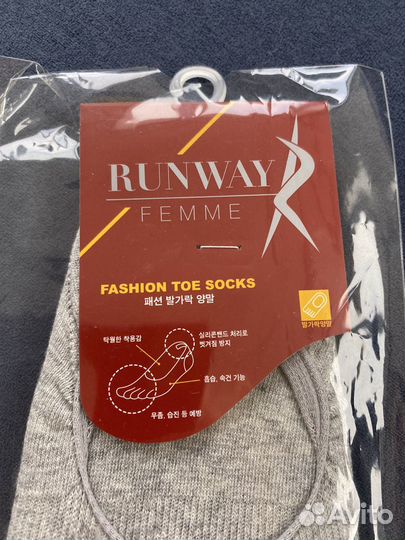 RUNWAY
FEMME
FASHION TOE SOCKS
패션 발가락 양말
발가락양말
탁월한 착용감
실리콘밴드 처리로
벗겨짐 방지
흡습, 속건 기능
무좀, 습진 등 예방
Avito